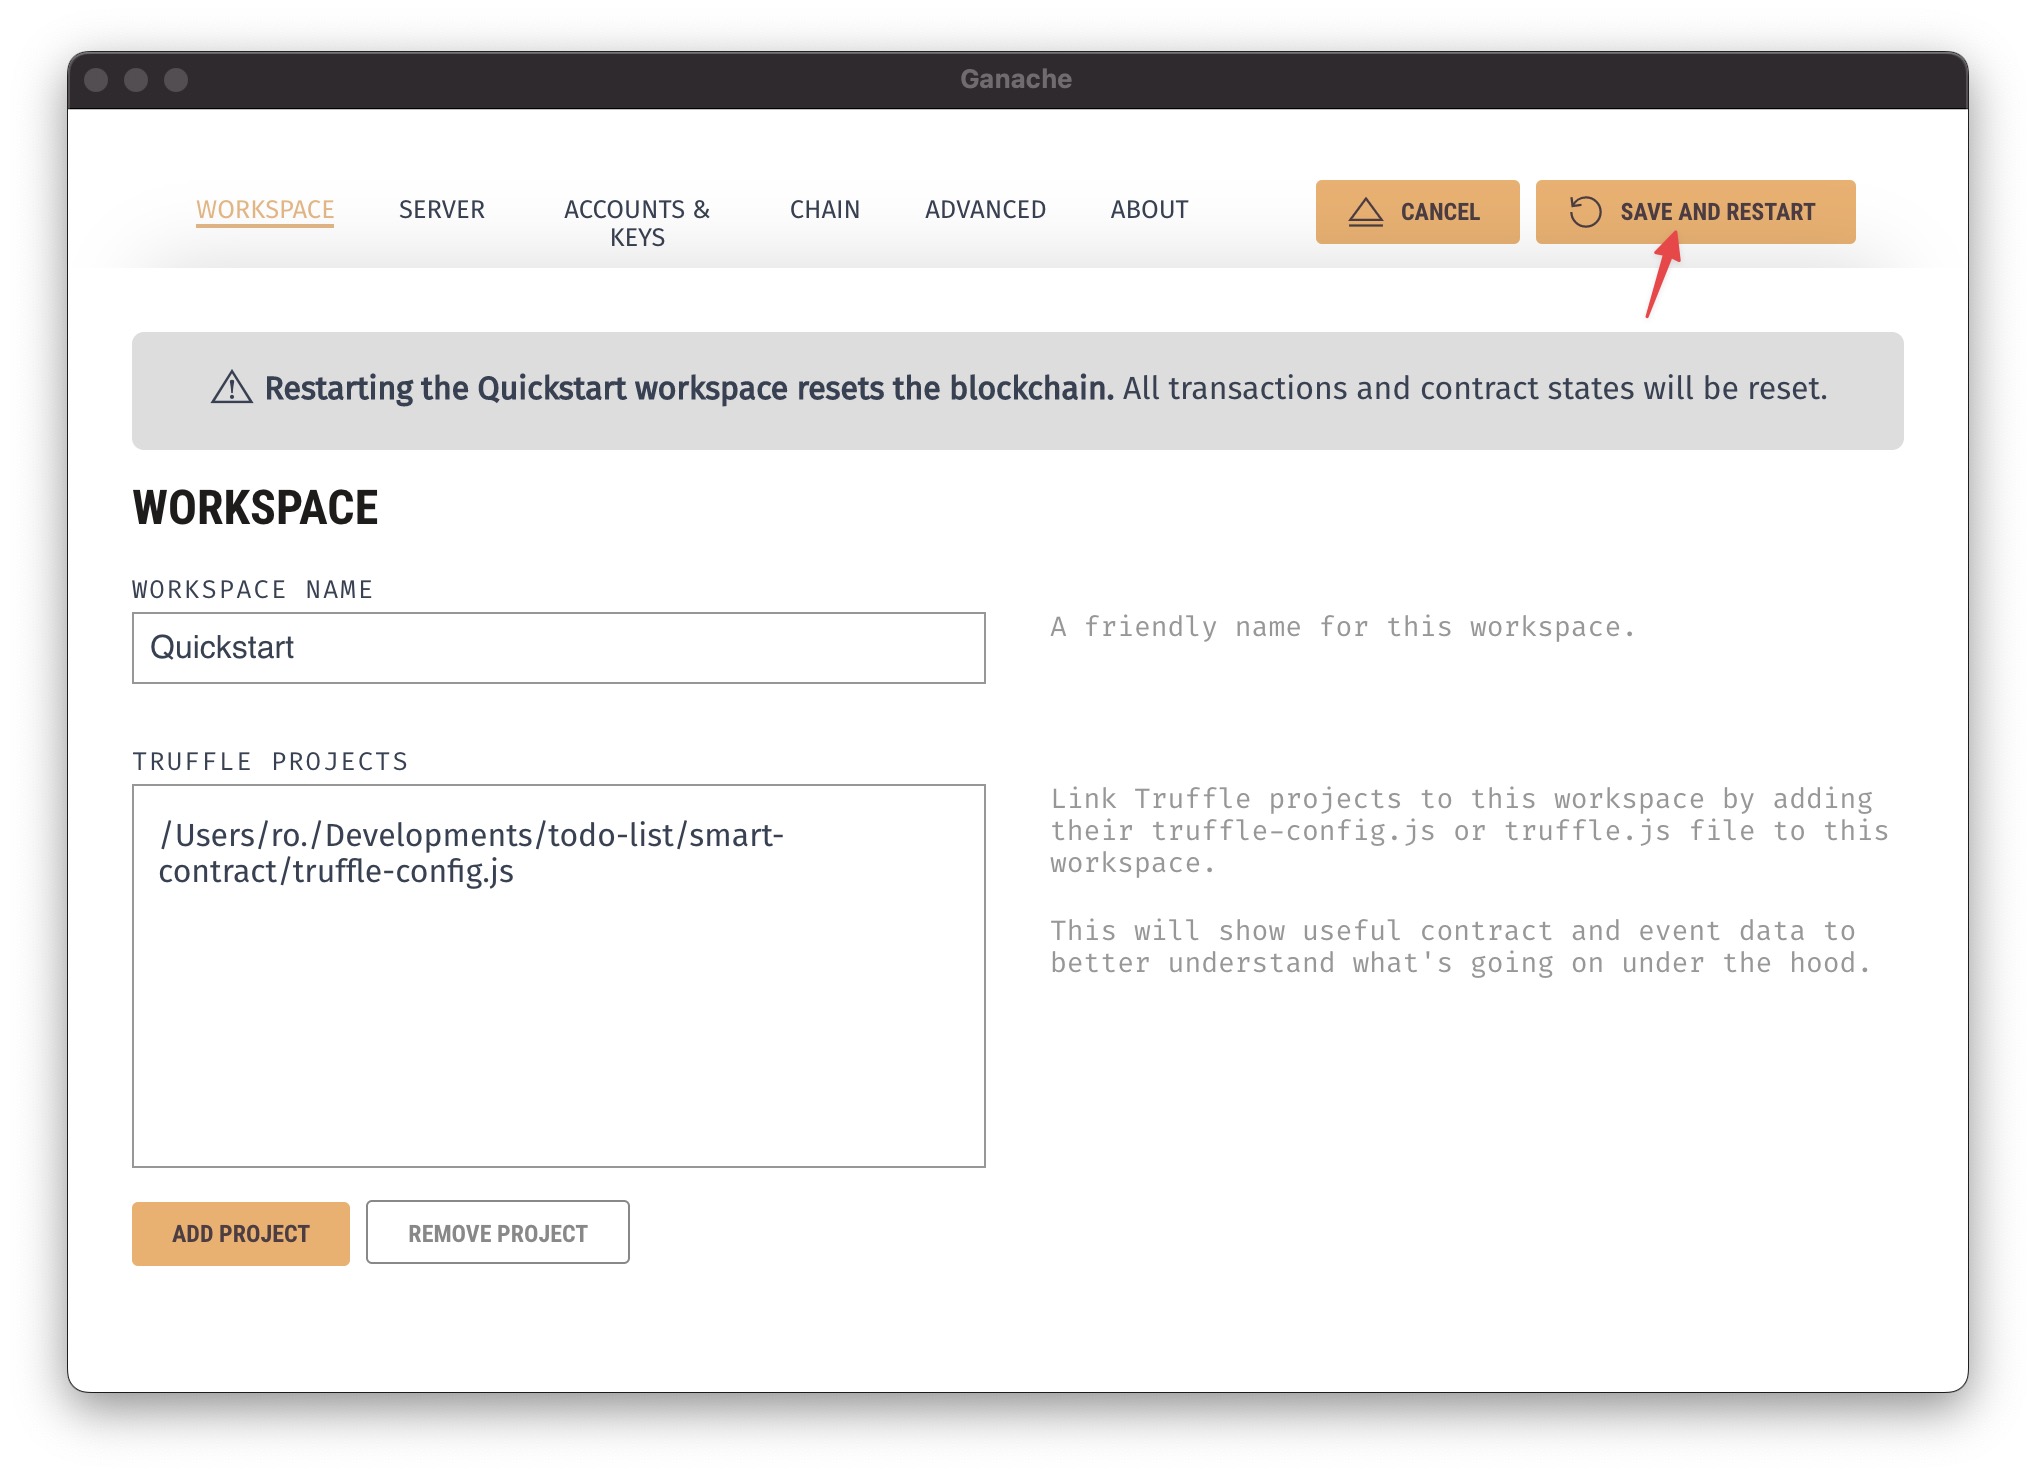 Ganache
WORKSPACE
SERVER
ACCOUNTS &
KEYS
CHAIN
ADVANCED
ABOUT
CANCEL
SAVE AND RESTART
Restarting the Quickstart workspace resets the blockchain. All transactions and contract states will be reset.
WORKSPACE
WORKSPACE NAME
Quickstart
A friendly name for this workspace.
TRUFFLE PROJECTS
/Users/ro./Developments/todo-list/smart-
contract/truffle-config.js
Link Truffle projects to this workspace by adding
their truffle-config.js or truffle.js file to this
workspace.
This will show useful contract and event data to
better understand what's going on under the hood.
ADD PROJECT
REMOVE PROJECT